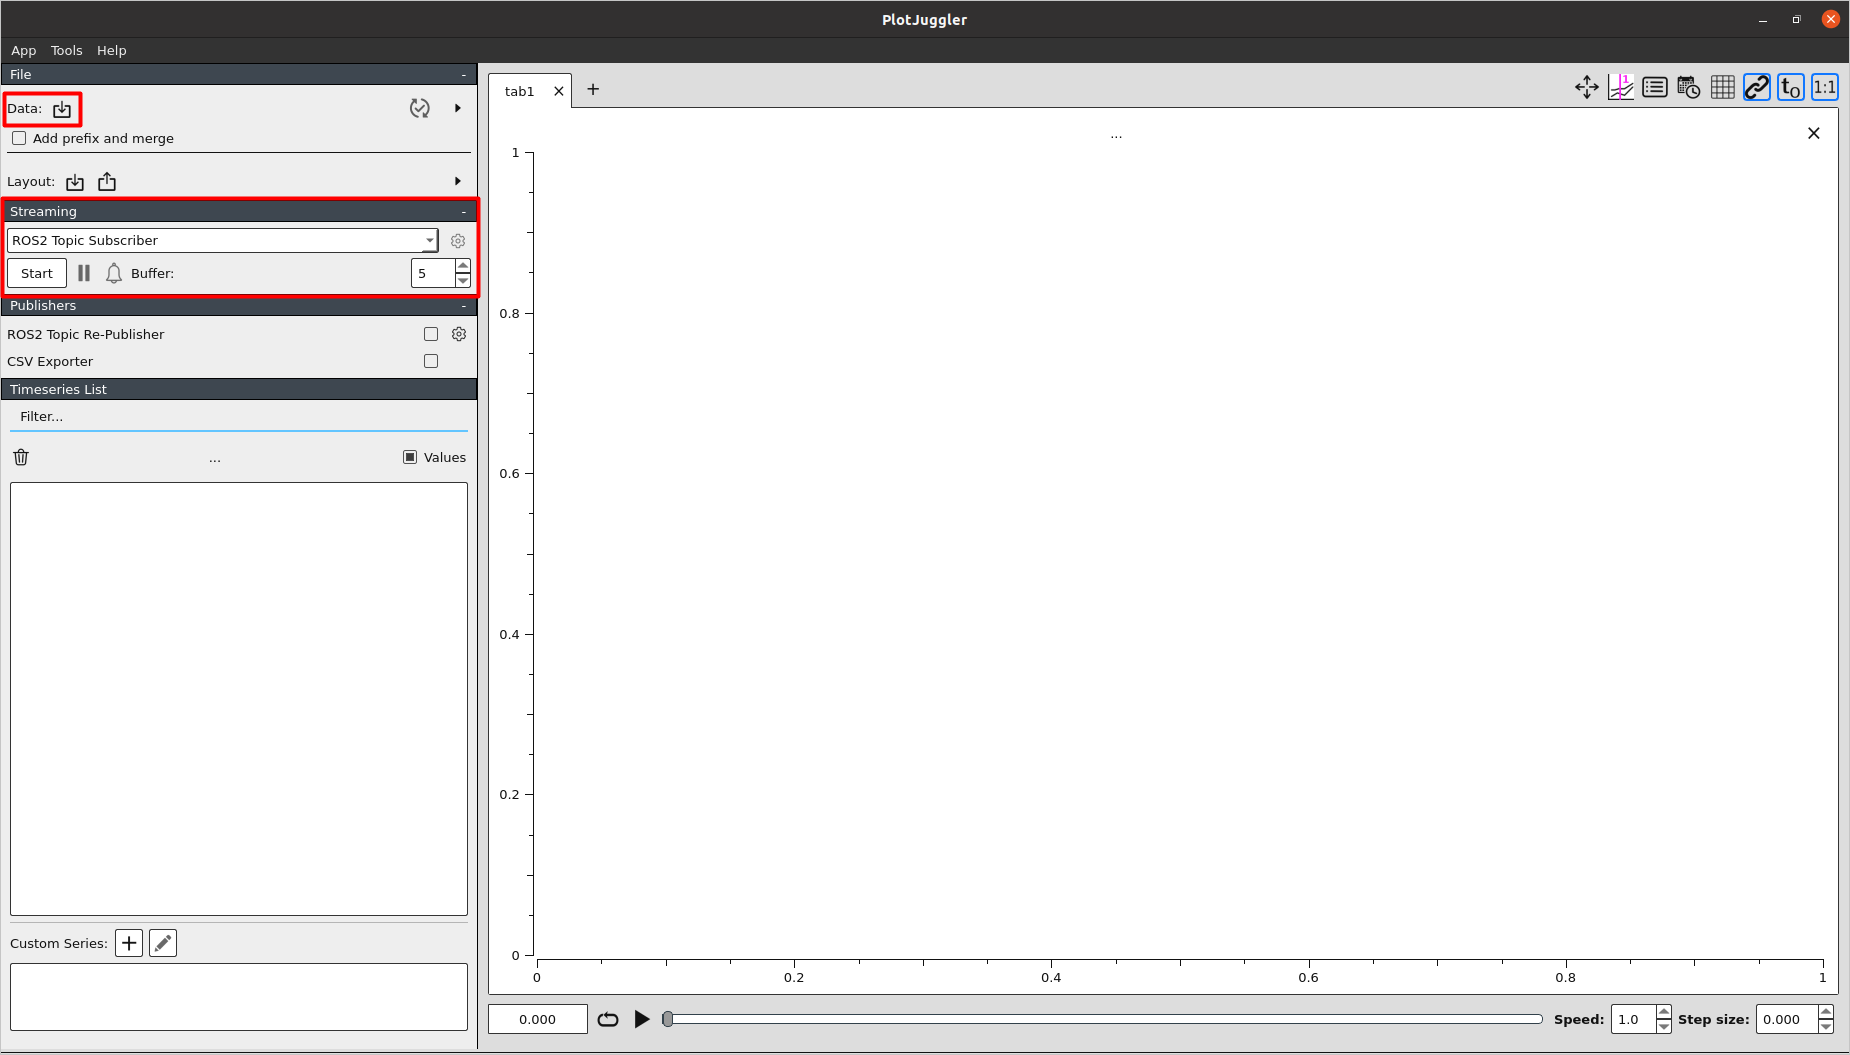 PlotJuggler
App Tools Help
File -
Data:
Add prefix and merge
Layout:
Streaming -
ROS2 Topic Subscriber
Start Buffer: 5
Publishers -
ROS2 Topic Re-Publisher
CSV Exporter
Timeseries List
Filter...
... Values
Custom Series:
tab1
1 to 1:1
...
1
0.8
0.6
0.4
0.2
0
0 0.2 0.4 0.6 0.8 1
0.000 Speed: 1.0 Step size: 0.000